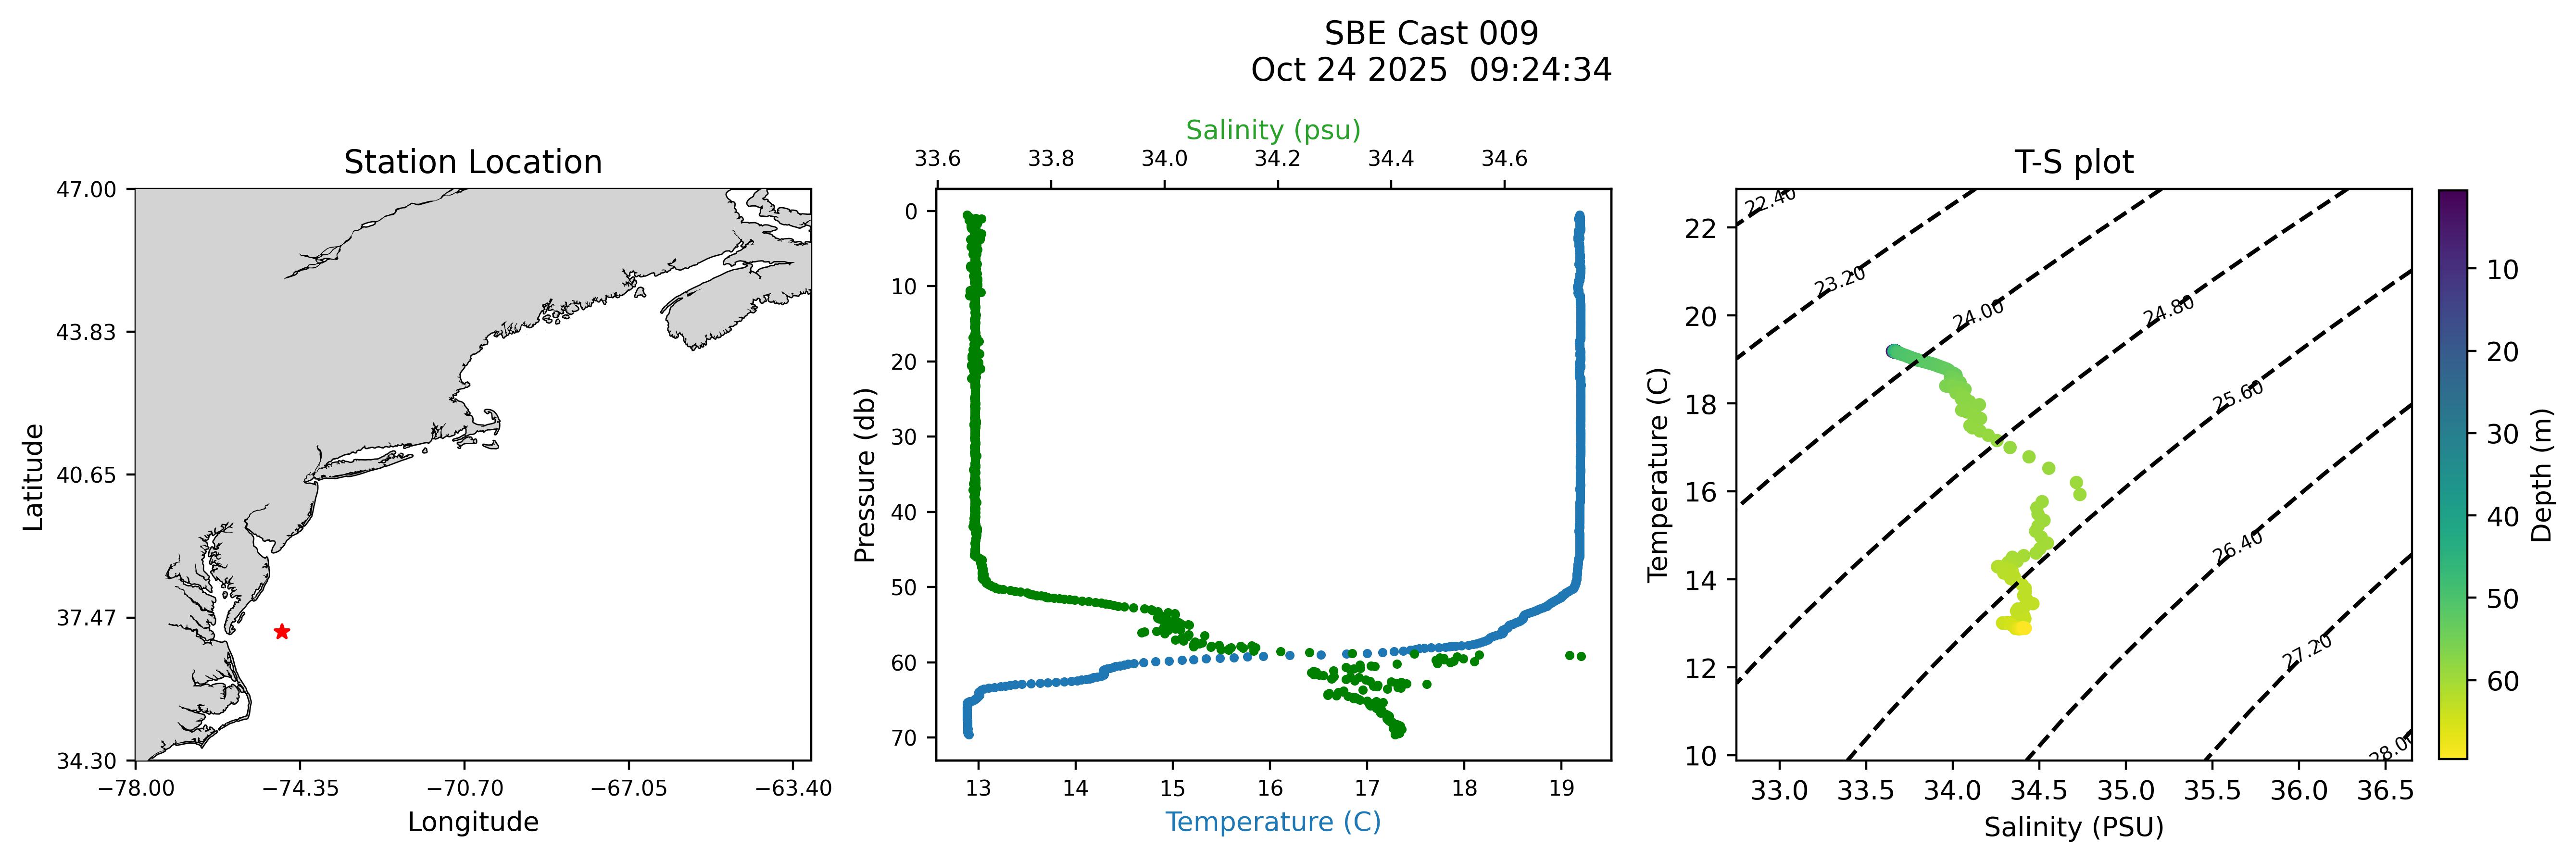 SBE Cast 009
Oct 24 2025  09:24:34
Station Location
47.00
43.83
40.65
37.47
34.30
Latitude
−78.00 −74.35 −70.70 −67.05 −63.40
Longitude
Salinity (psu)
33.6 33.8 34.0 34.2 34.4 34.6
0
10
20
30
40
50
60
70
Pressure (db)
13 14 15 16 17 18 19
Temperature (C)
T-S plot
22
20
18
16
14
12
10
Temperature (C)
22.40
23.20
24.00
24.80
25.60
26.40
27.20
28.00
33.0 33.5 34.0 34.5 35.0 35.5 36.0 36.5
Salinity (PSU)
10
20
30
40
50
60
Depth (m)